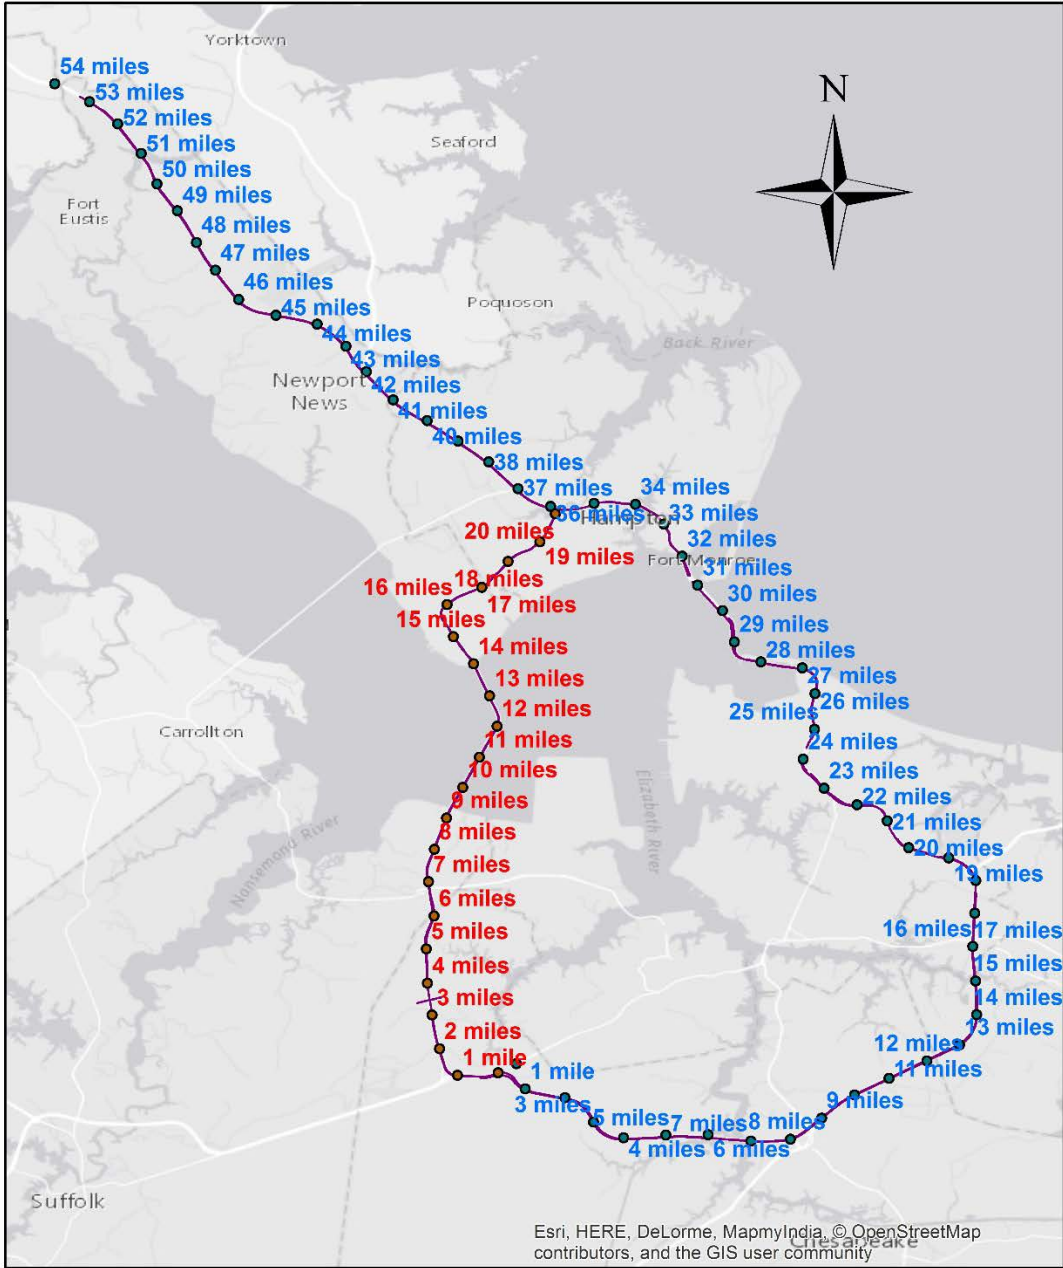 Yorktown
N
54 miles
53 miles
52 miles
Seaford
51 miles
50 miles
49 miles
Fort
Eustis
48 miles
47 miles
46 miles
Poquoson
45 miles
44 miles
Back River
43 miles
Newport
News
42 miles
41 miles
40 miles
38 miles
37 miles
34 miles
36 miles
Hampton
33 miles
20 miles
32 miles
19 miles
Fort Monroe
31 miles
18 miles
16 miles
30 miles
17 miles
15 miles
29 miles
14 miles
28 miles
27 miles
13 miles
26 miles
12 miles
25 miles
Carrollton
11 miles
24 miles
10 miles
23 miles
9 miles
22 miles
Elizabeth River
8 miles
21 miles
Nansemond River
20 miles
7 miles
19 miles
6 miles
16 miles
17 miles
5 miles
4 miles
15 miles
3 miles
14 miles
2 miles
13 miles
12 miles
1 mile
1 mile
11 miles
3 miles
9 miles
5 miles
7 miles
8 miles
4 miles
6 miles
Suffolk
Esri, HERE, DeLorme, MapmyIndia, © OpenStreetMap
contributors, and the GIS user community
Chesapeake